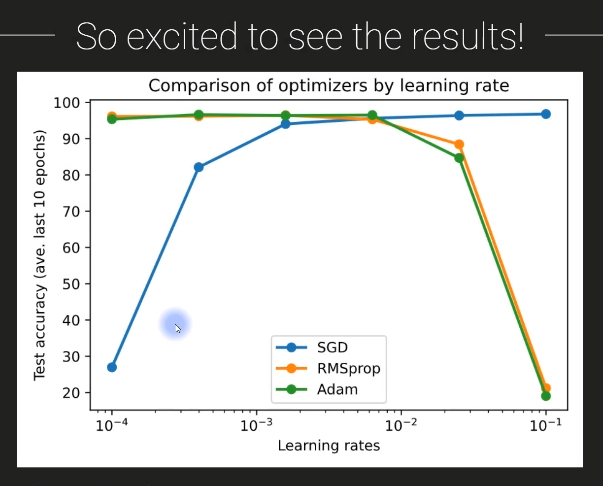 So excited to see the results!
Comparison of optimizers by learning rate
Test accuracy (ave. last 10 epochs)
100
90
80
70
60
50
40
30
20
SGD
RMSprop
Adam
10⁻⁴
10⁻³
10⁻²
10⁻¹
Learning rates